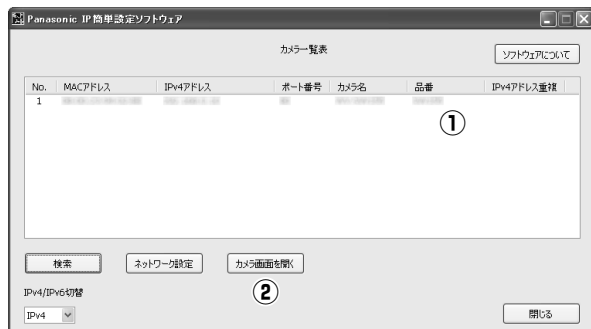 Panasonic IP簡単設定ソフトウェア
カメラ一覧表
ソフトウェアについて
No. MACアドレス IPv4アドレス ポート番号 カメラ名 品番 IPv4アドレス重複
1
①
検索 ネットワーク設定 カメラ画面を開く
②
IPv4/IPv6切替
IPv4
閉じる